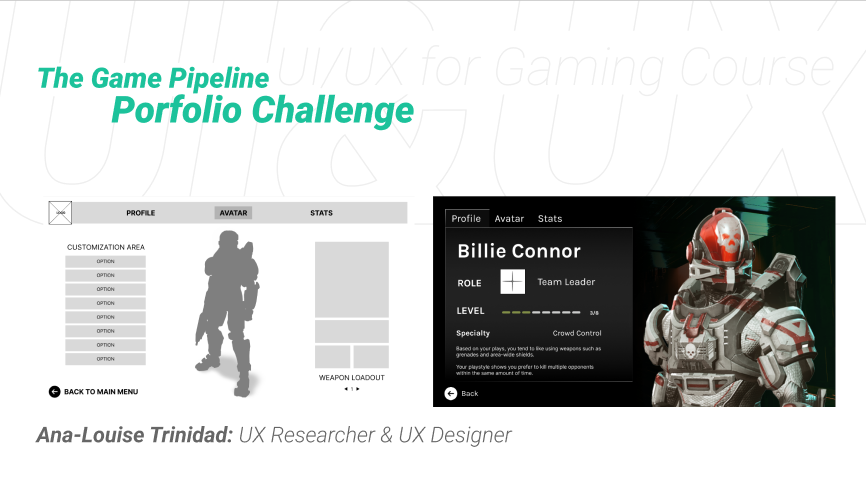 UI&UX
UI/UX for Gaming Course
The Game Pipeline
Porfolio Challenge
LOGO
PROFILE
AVATAR
STATS
CUSTOMIZATION AREA
OPTION
OPTION
OPTION
OPTION
OPTION
OPTION
OPTION
OPTION
WEAPON LOADOUT
1
BACK TO MAIN MENU
Profile
Avatar
Stats
Billie Connor
ROLE
Team Leader
LEVEL
3/8
Specialty
Crowd Control
Based on your plays, you tend to like using weapons such as
grenades and area-wide shields.
Your playstyle shows you prefer to kill multiple opponents
within the same amount of time.
Back
Ana-Louise Trinidad: UX Researcher & UX Designer